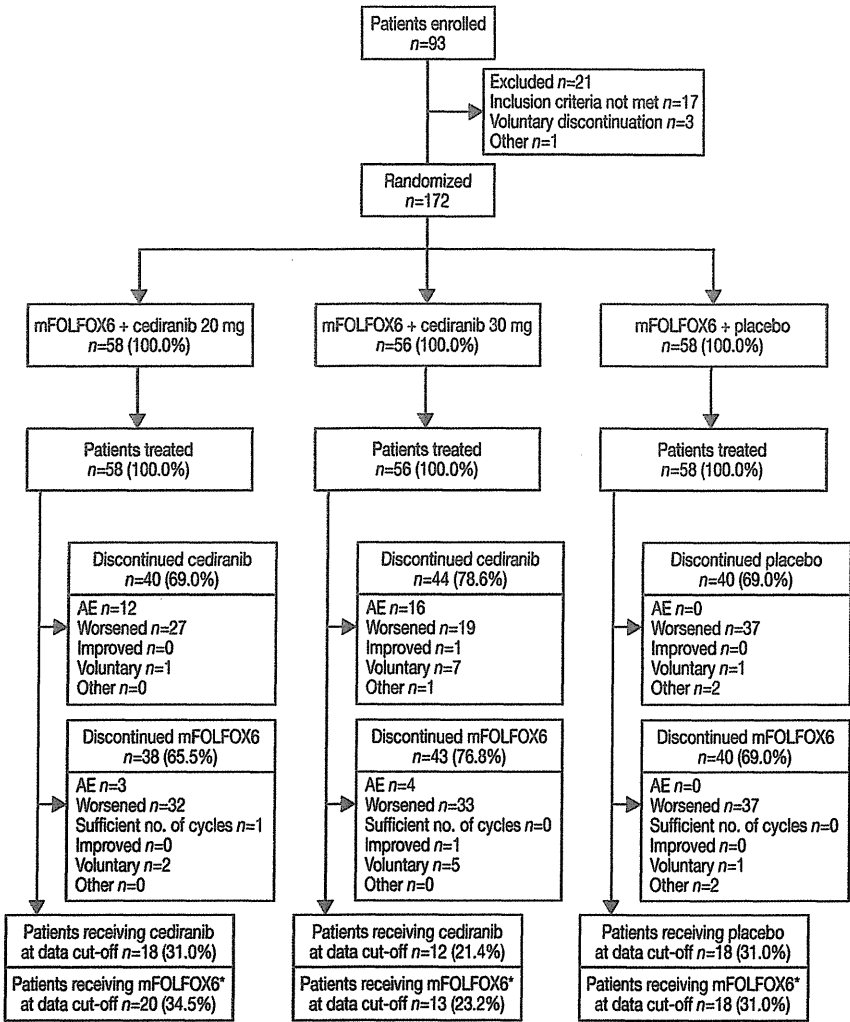 Patients enrolled
n=93
Excluded n=21
Inclusion criteria not met n=17
Voluntary discontinuation n=3
Other n=1
Randomized
n=172
mFOLFOX6 + cediranib 20 mg
n=58 (100.0%)
mFOLFOX6 + cediranib 30 mg
n=56 (100.0%)
mFOLFOX6 + placebo
n=58 (100.0%)
Patients treated
n=58 (100.0%)
Patients treated
n=56 (100.0%)
Patients treated
n=58 (100.0%)
Discontinued cediranib
n=40 (69.0%)
AE n=12
Worsened n=27
Improved n=0
Voluntary n=1
Other n=0
Discontinued cediranib
n=44 (78.6%)
AE n=16
Worsened n=19
Improved n=1
Voluntary n=7
Other n=1
Discontinued placebo
n=40 (69.0%)
AE n=0
Worsened n=37
Improved n=0
Voluntary n=1
Other n=2
Discontinued mFOLFOX6
n=38 (65.5%)
AE n=3
Worsened n=32
Sufficient no. of cycles n=1
Improved n=0
Voluntary n=2
Other n=0
Discontinued mFOLFOX6
n=43 (76.8%)
AE n=4
Worsened n=33
Sufficient no. of cycles n=0
Improved n=1
Voluntary n=5
Other n=0
Discontinued mFOLFOX6
n=40 (69.0%)
AE n=0
Worsened n=37
Sufficient no. of cycles n=0
Improved n=0
Voluntary n=1
Other n=2
Patients receiving cediranib
at data cut-off n=18 (31.0%)
Patients receiving mFOLFOX6*
at data cut-off n=20 (34.5%)
Patients receiving cediranib
at data cut-off n=12 (21.4%)
Patients receiving mFOLFOX6*
at data cut-off n=13 (23.2%)
Patients receiving placebo
at data cut-off n=18 (31.0%)
Patients receiving mFOLFOX6*
at data cut-off n=18 (31.0%)